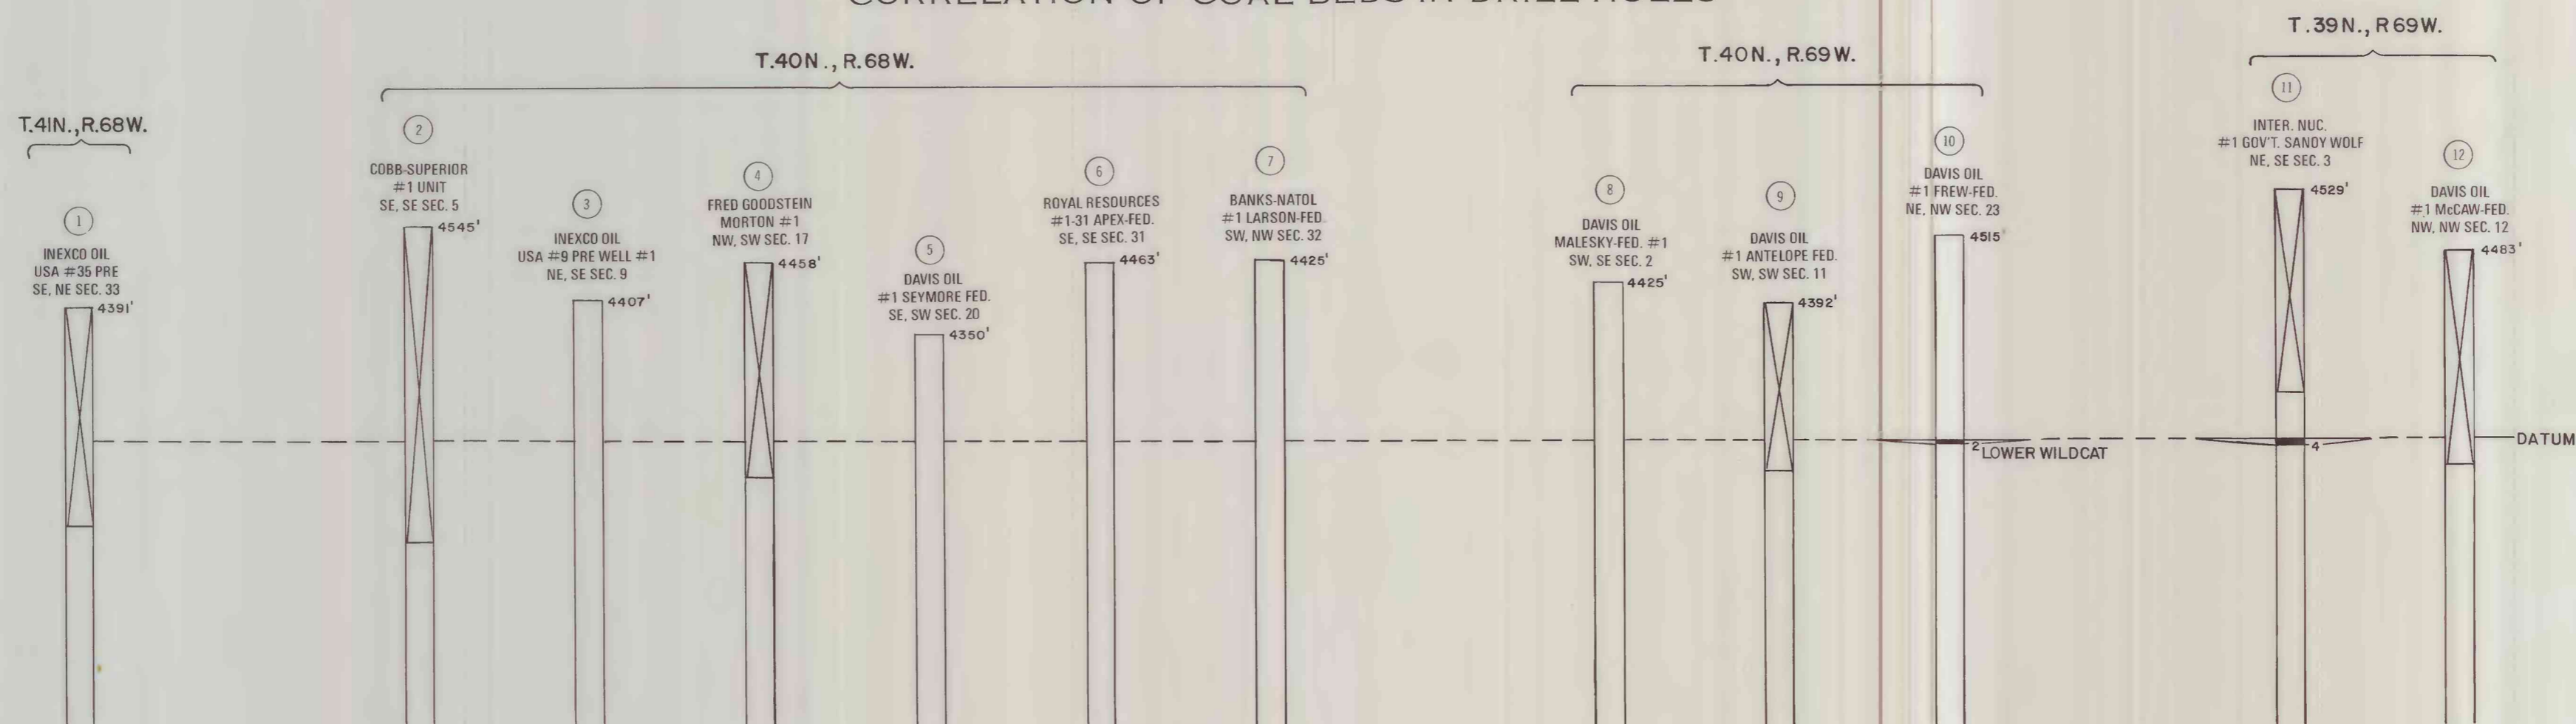 CORRELATION OF COAL BEDS IN DRILL HOLES
T.41N.,R.68W.
1
INEXCO OIL
USA #35 PRE
SE, NE SEC. 33
4391'
T.40N., R.68W.
2
COBB-SUPERIOR
#1 UNIT
SE, SE SEC. 5
4545'
3
INEXCO OIL
USA #9 PRE WELL #1
NE, SE SEC. 9
4407'
4
FRED GOODSTEIN
MORTON #1
NW, SW SEC. 17
4458'
5
DAVIS OIL
#1 SEYMORE FED.
SE, SW SEC. 20
4350'
6
ROYAL RESOURCES
#1-31 APEX-FED.
SE, SE SEC. 31
4463'
7
BANKS-NATOL
#1 LARSON-FED.
SW, NW SEC. 32
4425'
T.40N., R.69W.
8
DAVIS OIL
MALESKY-FED. #1
SW, SE SEC. 2
4425'
9
DAVIS OIL
#1 ANTELOPE FED.
SW, SW SEC. 11
4392'
10
DAVIS OIL
#1 FREW-FED.
NE, NW SEC. 23
4515'
2
LOWER WILDCAT
T.39N., R69W.
11
INTER. NUC.
#1 GOV'T. SANDY WOLF
NE, SE SEC. 3
4529'
4
12
DAVIS OIL
#1 McCAW-FED.
NW, NW SEC. 12
4483'
DATUM